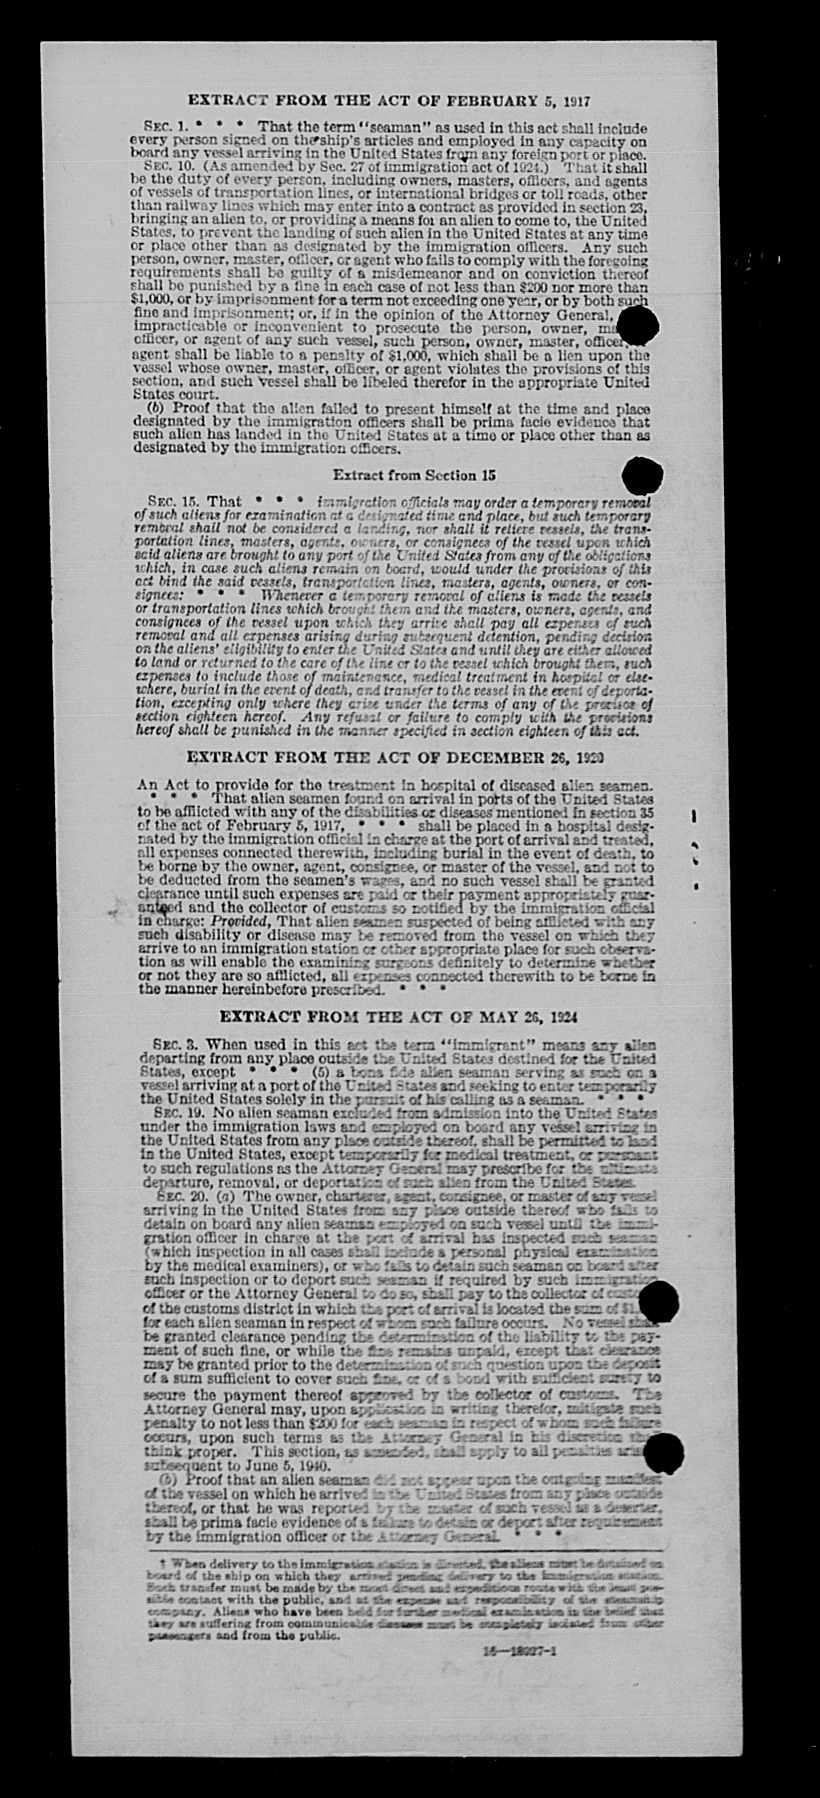 EXTRACT FROM THE ACT OF FEBRUARY 5, 1917
SEC. 1. * * * That the term "seaman" as used in this act shall include
every person signed on the ship's articles and employed in any capacity on
board any vessel arriving in the United States from any foreign port or place.
SEC. 10. (As amended by Sec. 27 of immigration act of 1924.) That it shall
be the duty of every person, including owners, masters, officers, and agents
of vessels of transportation lines, or international bridges or toll roads, other
than railway lines which may enter into a contract as provided in section 23,
bringing an alien to, or providing a means for an alien to come to, the United
States, to prevent the landing of such alien in the United States at any time
or place other than as designated by the immigration officers. Any such
person, owner, master, officer, or agent who fails to comply with the foregoing
requirements shall be guilty of a misdemeanor and on conviction thereof
shall be punished by a fine in each case of not less than $200 nor more than
$1,000, or by imprisonment for a term not exceeding one year, or by both such
fine and imprisonment; or, if in the opinion of the Attorney General,
impracticable or inconvenient to prosecute the person, owner, ma
officer, or agent of any such vessel, such person, owner, master, officer,
agent shall be liable to a penalty of $1,000, which shall be a lien upon the
vessel whose owner, master, officer, or agent violates the provisions of this
section, and such vessel shall be libeled therefor in the appropriate United
States court.
(b) Proof that the alien failed to present himself at the time and place
designated by the immigration officers shall be prima facie evidence that
such alien has landed in the United States at a time or place other than as
designated by the immigration officers.
Extract from Section 15
SEC. 15. That * * * immigration officials may order a temporary removal
of such aliens for examination at a designated time and place, but such temporary
removal shall not be considered a landing, nor shall it relieve vessels, the trans-
portation lines, masters, agents, owners, or consignees of the vessel upon which
said aliens are brought to any port of the United States from any of the obligations
which, in case such aliens remain on board, would under the provisions of this
act bind the said vessels, transportation lines, masters, agents, owners, or con-
signees: * * * Whenever a temporary removal of aliens is made the vessels
or transportation lines which brought them and the masters, owners, agents, and
consignees of the vessel upon which they arrive shall pay all expenses of such
removal and all expenses arising during subsequent detention, pending decision
on the aliens' eligibility to enter the United States and until they are either allowed
to land or returned to the care of the line or to the vessel which brought them, such
expenses to include those of maintenance, medical treatment in hospital or else-
where, burial in the event of death, and transfer to the vessel in the event of deporta-
tion, excepting only where they arise under the terms of any of the provisos of
section eighteen hereof. Any refusal or failure to comply with the provisions
hereof shall be punished in the manner specified in section eighteen of this act.
EXTRACT FROM THE ACT OF DECEMBER 26, 1920
An Act to provide for the treatment in hospital of diseased alien seamen.
* * * That alien seamen found on arrival in ports of the United States
to be afflicted with any of the disabilities or diseases mentioned in section 35
of the act of February 5, 1917, * * * shall be placed in a hospital desig-
nated by the immigration official in charge at the port of arrival and treated,
all expenses connected therewith, including burial in the event of death, to
be borne by the owner, agent, consignee, or master of the vessel, and not to
be deducted from the seamen's wages, and no such vessel shall be granted
clearance until such expenses are paid or their payment appropriately guar-
anteed and the collector of customs so notified by the immigration official
in charge: Provided, That alien seamen suspected of being afflicted with any
such disability or disease may be removed from the vessel on which they
arrive to an immigration station or other appropriate place for such observa-
tion as will enable the examining surgeons definitely to determine whether
or not they are so afflicted, all expenses connected therewith to be borne in
the manner hereinbefore prescribed. * * *
EXTRACT FROM THE ACT OF MAY 26, 1924
SEC. 3. When used in this act the term "immigrant" means any alien
departing from any place outside the United States destined for the United
States, except * * * (5) a bona fide alien seaman serving as such on a
vessel arriving at a port of the United States and seeking to enter temporarily
the United States solely in the pursuit of his calling as a seaman. * * *
SEC. 19. No alien seaman excluded from admission into the United States
under the immigration laws and employed on board any vessel arriving in
the United States from any place outside thereof, shall be permitted to land
in the United States, except temporarily for medical treatment, or pursuant
to such regulations as the Attorney General may prescribe for the ultimate
departure, removal, or deportation of such alien from the United States.
SEC. 20. (a) The owner, charterer, agent, consignee, or master of any vessel
arriving in the United States from any place outside thereof who fails to
detain on board any alien seaman employed on such vessel until the immi-
gration officer in charge at the port of arrival has inspected such seaman
(which inspection in all cases shall include a personal physical examination
by the medical examiners), or who fails to detain such seaman on board after
such inspection or to deport such seaman if required by such immigration
officer or the Attorney General to do so, shall pay to the collector of custo
of the customs district in which the port of arrival is located the sum of $1,
for each alien seaman in respect of whom such failure occurs. No vessel shall
be granted clearance pending the determination of the liability to the pay-
ment of such fine, or while the fine remains unpaid, except that clearance
may be granted prior to the determination of such question upon the deposit
of a sum sufficient to cover such fine, or of a bond with sufficient surety to
secure the payment thereof approved by the collector of customs. The
Attorney General may, upon application in writing therefor, mitigate such
penalty to not less than $200 for each seaman in respect of whom such failure
occurs, upon such terms as the Attorney General in his discretion shall
think proper. This section, as amended, shall apply to all penalties arisi
subsequent to June 5, 1940.
(b) Proof that an alien seaman did not appear upon the outgoing manifest
of the vessel on which he arrived in the United States from any place outside
thereof, or that he was reported by the master of such vessel as a deserter,
shall be prima facie evidence of a failure to detain or deport after requirement
by the immigration officer or the Attorney General. * * *
† When delivery to the immigration station is directed, the aliens must be detained on
board of the ship on which they arrived pending delivery to the immigration station.
Such transfer must be made by the most direct and expeditious route with the least pos-
sible contact with the public, and at the expense and responsibility of the steamship
company. Aliens who have been held for further medical examination in the belief that
they are suffering from communicable diseases must be completely isolated from other
passengers and from the public.
16—18027-1